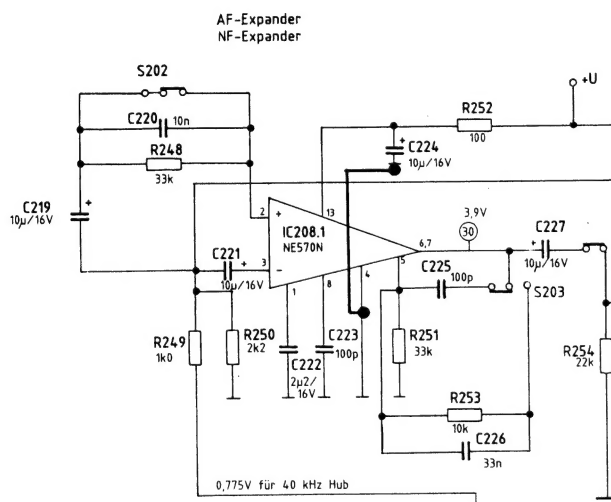 AF-Expander
NF-Expander
S202
+U
C220 10n
R252
100
R248
33k
C224
10µ/16V
C219
10µ/16V
2
+
13
IC208.1
NE570N
3,9V
30
C227
10µ/16V
6,7
C221
10µ/16V
3
−
1
8
4
5
C225
100p
S203
R249
1k0
R250
2k2
C222
2µ2/
16V
C223
100p
R251
33k
R254
22k
R253
10k
C226
33n
0,775V für 40 kHz Hub